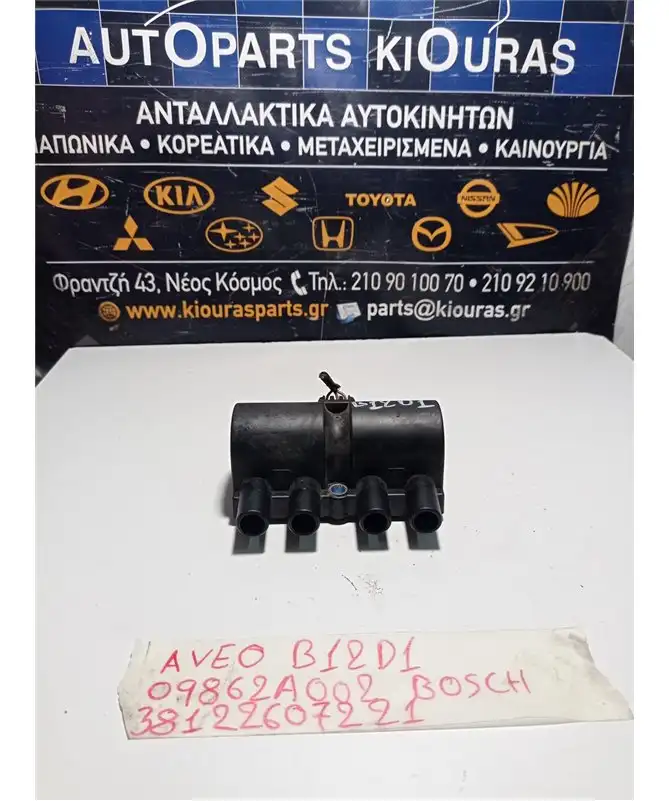 AUTOPARTS KIOURAS
ΑΝΤΑΛΛΑΚΤΙΚΑ ΑΥΤΟΚΙΝΗΤΩΝ
ΙΑΠΩΝΙΚΑ • ΚΟΡΕΑΤΙΚΑ • ΜΕΤΑΧΕΙΡΙΣΜΕΝΑ • ΚΑΙΝΟΥΡΓΙΑ
KIA TOYOTA NISSAN
Φραντζή 43, Νέος Κόσμος Τηλ.: 210 90 100 70 • 210 92 10 900
www.kiourasparts.gr parts@kiouras.gr
AVEO B12D1
09862A002 BOSCH
38122607221